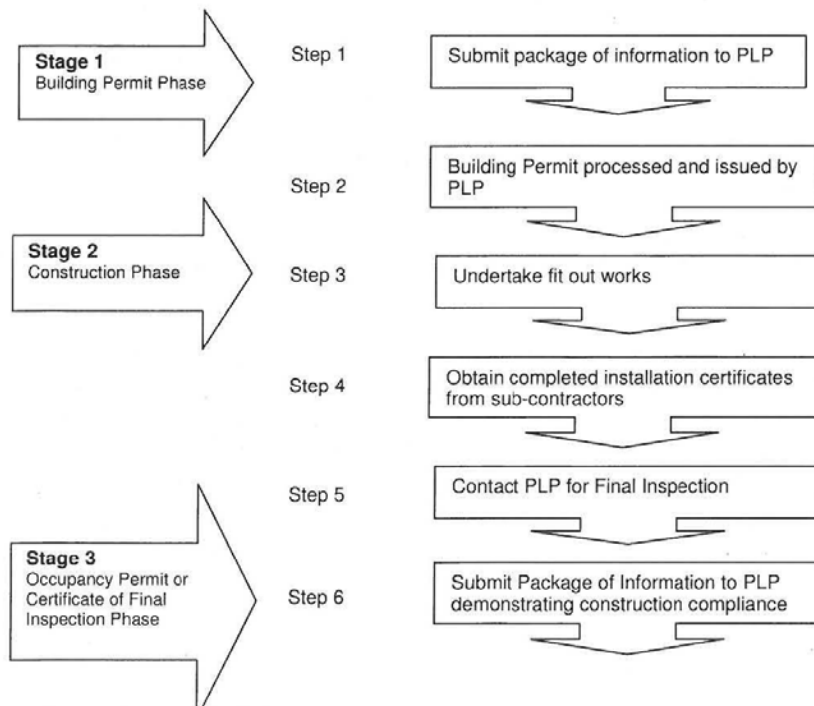 Stage 1
Building Permit Phase
Step 1
Submit package of information to PLP
Step 2
Building Permit processed and issued by
PLP
Stage 2
Construction Phase
Step 3
Undertake fit out works
Step 4
Obtain completed installation certificates
from sub-contractors
Step 5
Contact PLP for Final Inspection
Stage 3
Occupancy Permit or
Certificate of Final
Inspection Phase
Step 6
Submit Package of Information to PLP
demonstrating construction compliance